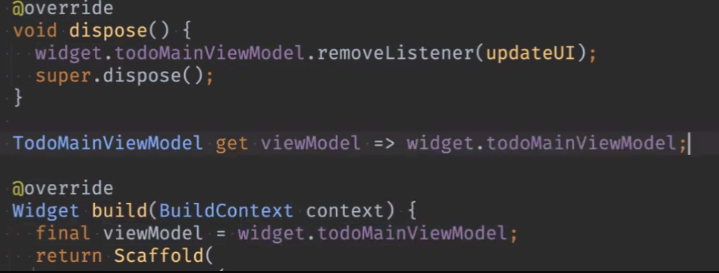 @override
void dispose() {
  widget.todoMainViewModel.removeListener(updateUI);
  super.dispose();
}
TodoMainViewModel get viewModel => widget.todoMainViewModel;
@override
Widget build(BuildContext context) {
  final viewModel = widget.todoMainViewModel;
  return Scaffold(